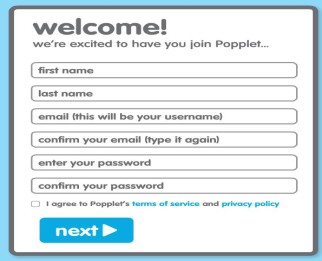 welcome!
we're excited to have you join Popplet...
first name
last name
email (this will be your username)
confirm your email (type it again)
enter your password
confirm your password
I agree to Popplet's terms of service and privacy policy
next